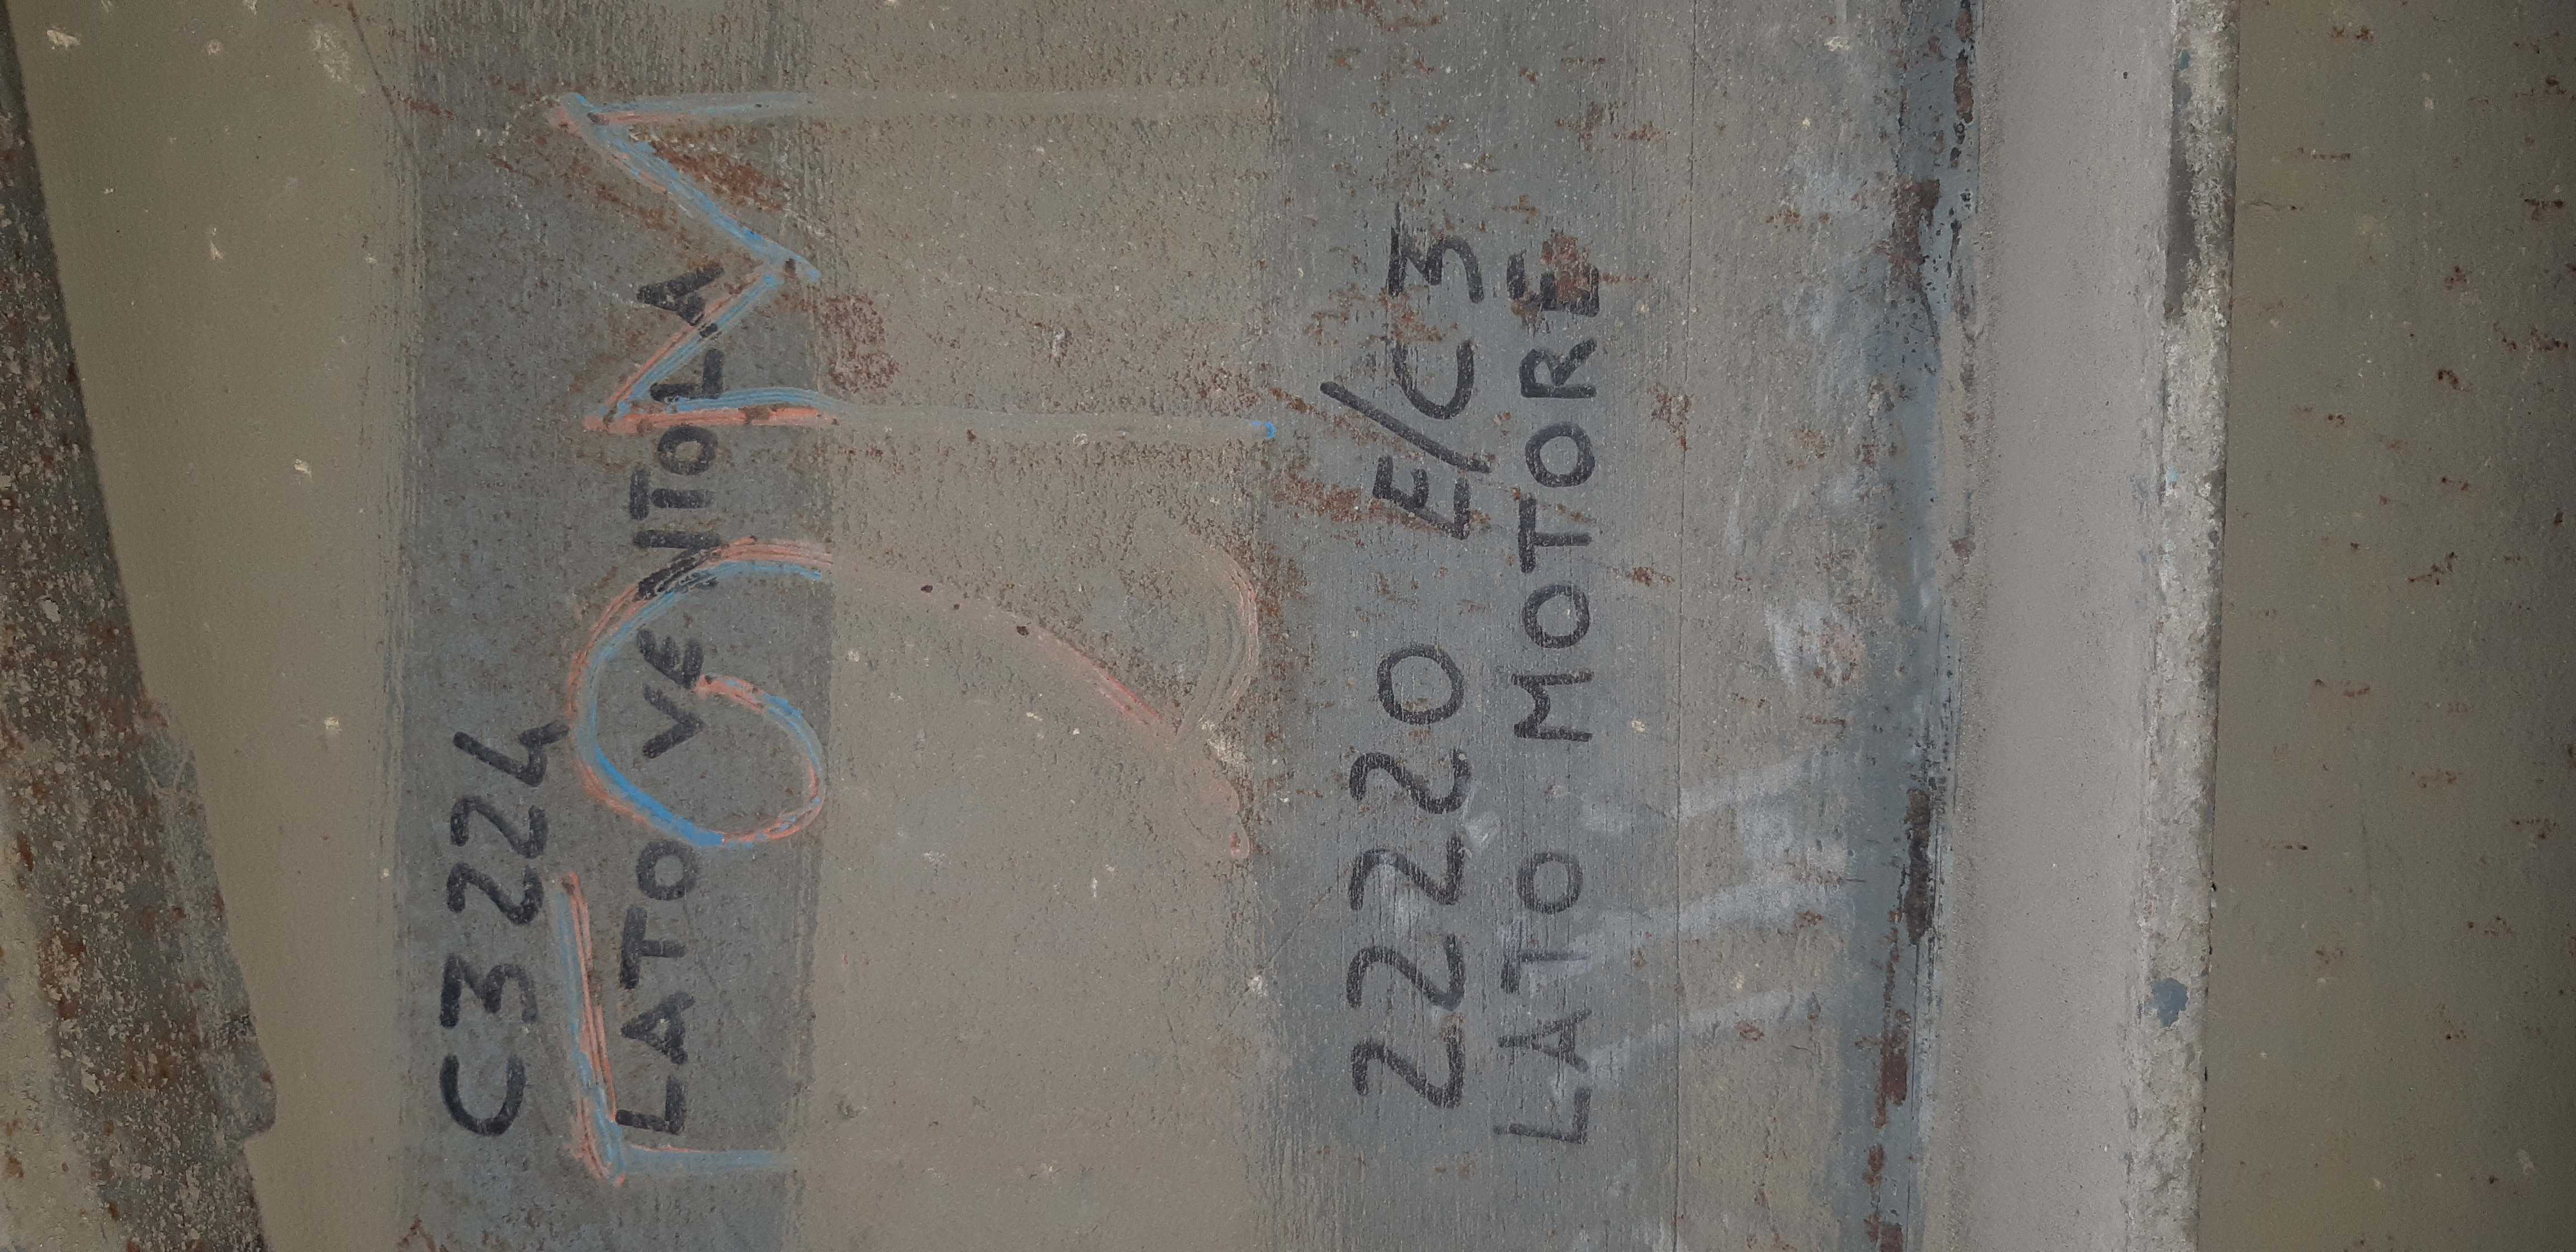 C3224
LATO VENTOLA
22220 E/C3
LATO MOTORE